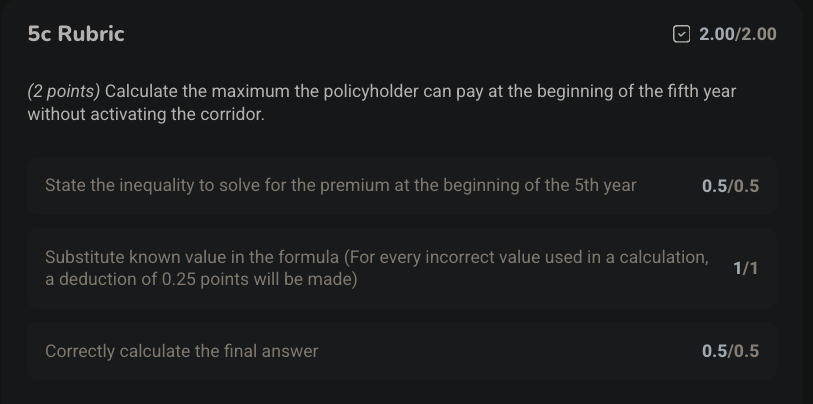 5c Rubric
2.00/2.00
(2 points) Calculate the maximum the policyholder can pay at the beginning of the fifth year
without activating the corridor.
State the inequality to solve for the premium at the beginning of the 5th year
0.5/0.5
Substitute known value in the formula (For every incorrect value used in a calculation,
a deduction of 0.25 points will be made)
1/1
Correctly calculate the final answer
0.5/0.5